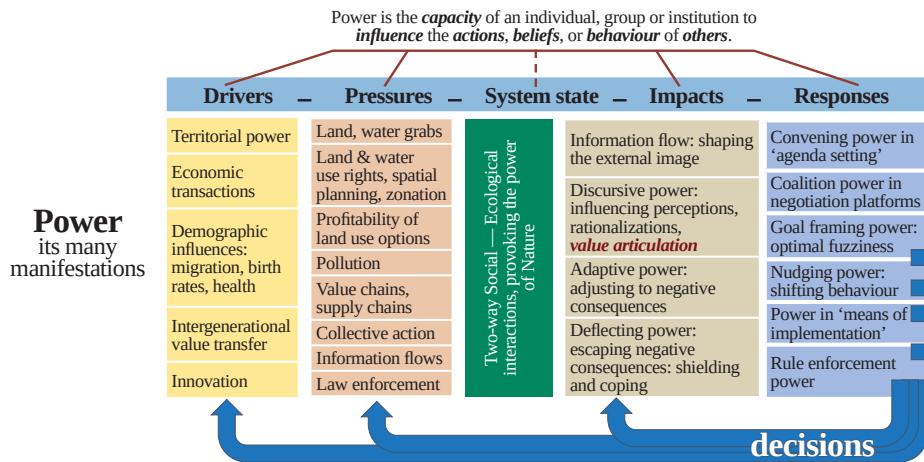 Power is the capacity of an individual, group or institution to
influence the actions, beliefs, or behaviour of others.
Drivers – Pressures – System state – Impacts – Responses
Power
its many
manifestations
Territorial power
Economic
transactions
Demographic
influences:
migration, birth
rates, health
Intergenerational
value transfer
Innovation
Land, water grabs
Land & water
use rights, spatial
planning, zonation
Profitability of
land use options
Pollution
Value chains,
supply chains
Collective action
Information flows
Law enforcement
Two-way Social — Ecological
interactions, provoking the power
of Nature
Information flow: shaping
the external image
Discursive power:
influencing perceptions,
rationalizations,
value articulation
Adaptive power:
adjusting to negative
consequences
Deflecting power:
escaping negative
consequences: shielding
and coping
Convening power in
‘agenda setting’
Coalition power in
negotiation platforms
Goal framing power:
optimal fuzziness
Nudging power:
shifting behaviour
Power in ‘means of
implementation’
Rule enforcement
power
decisions